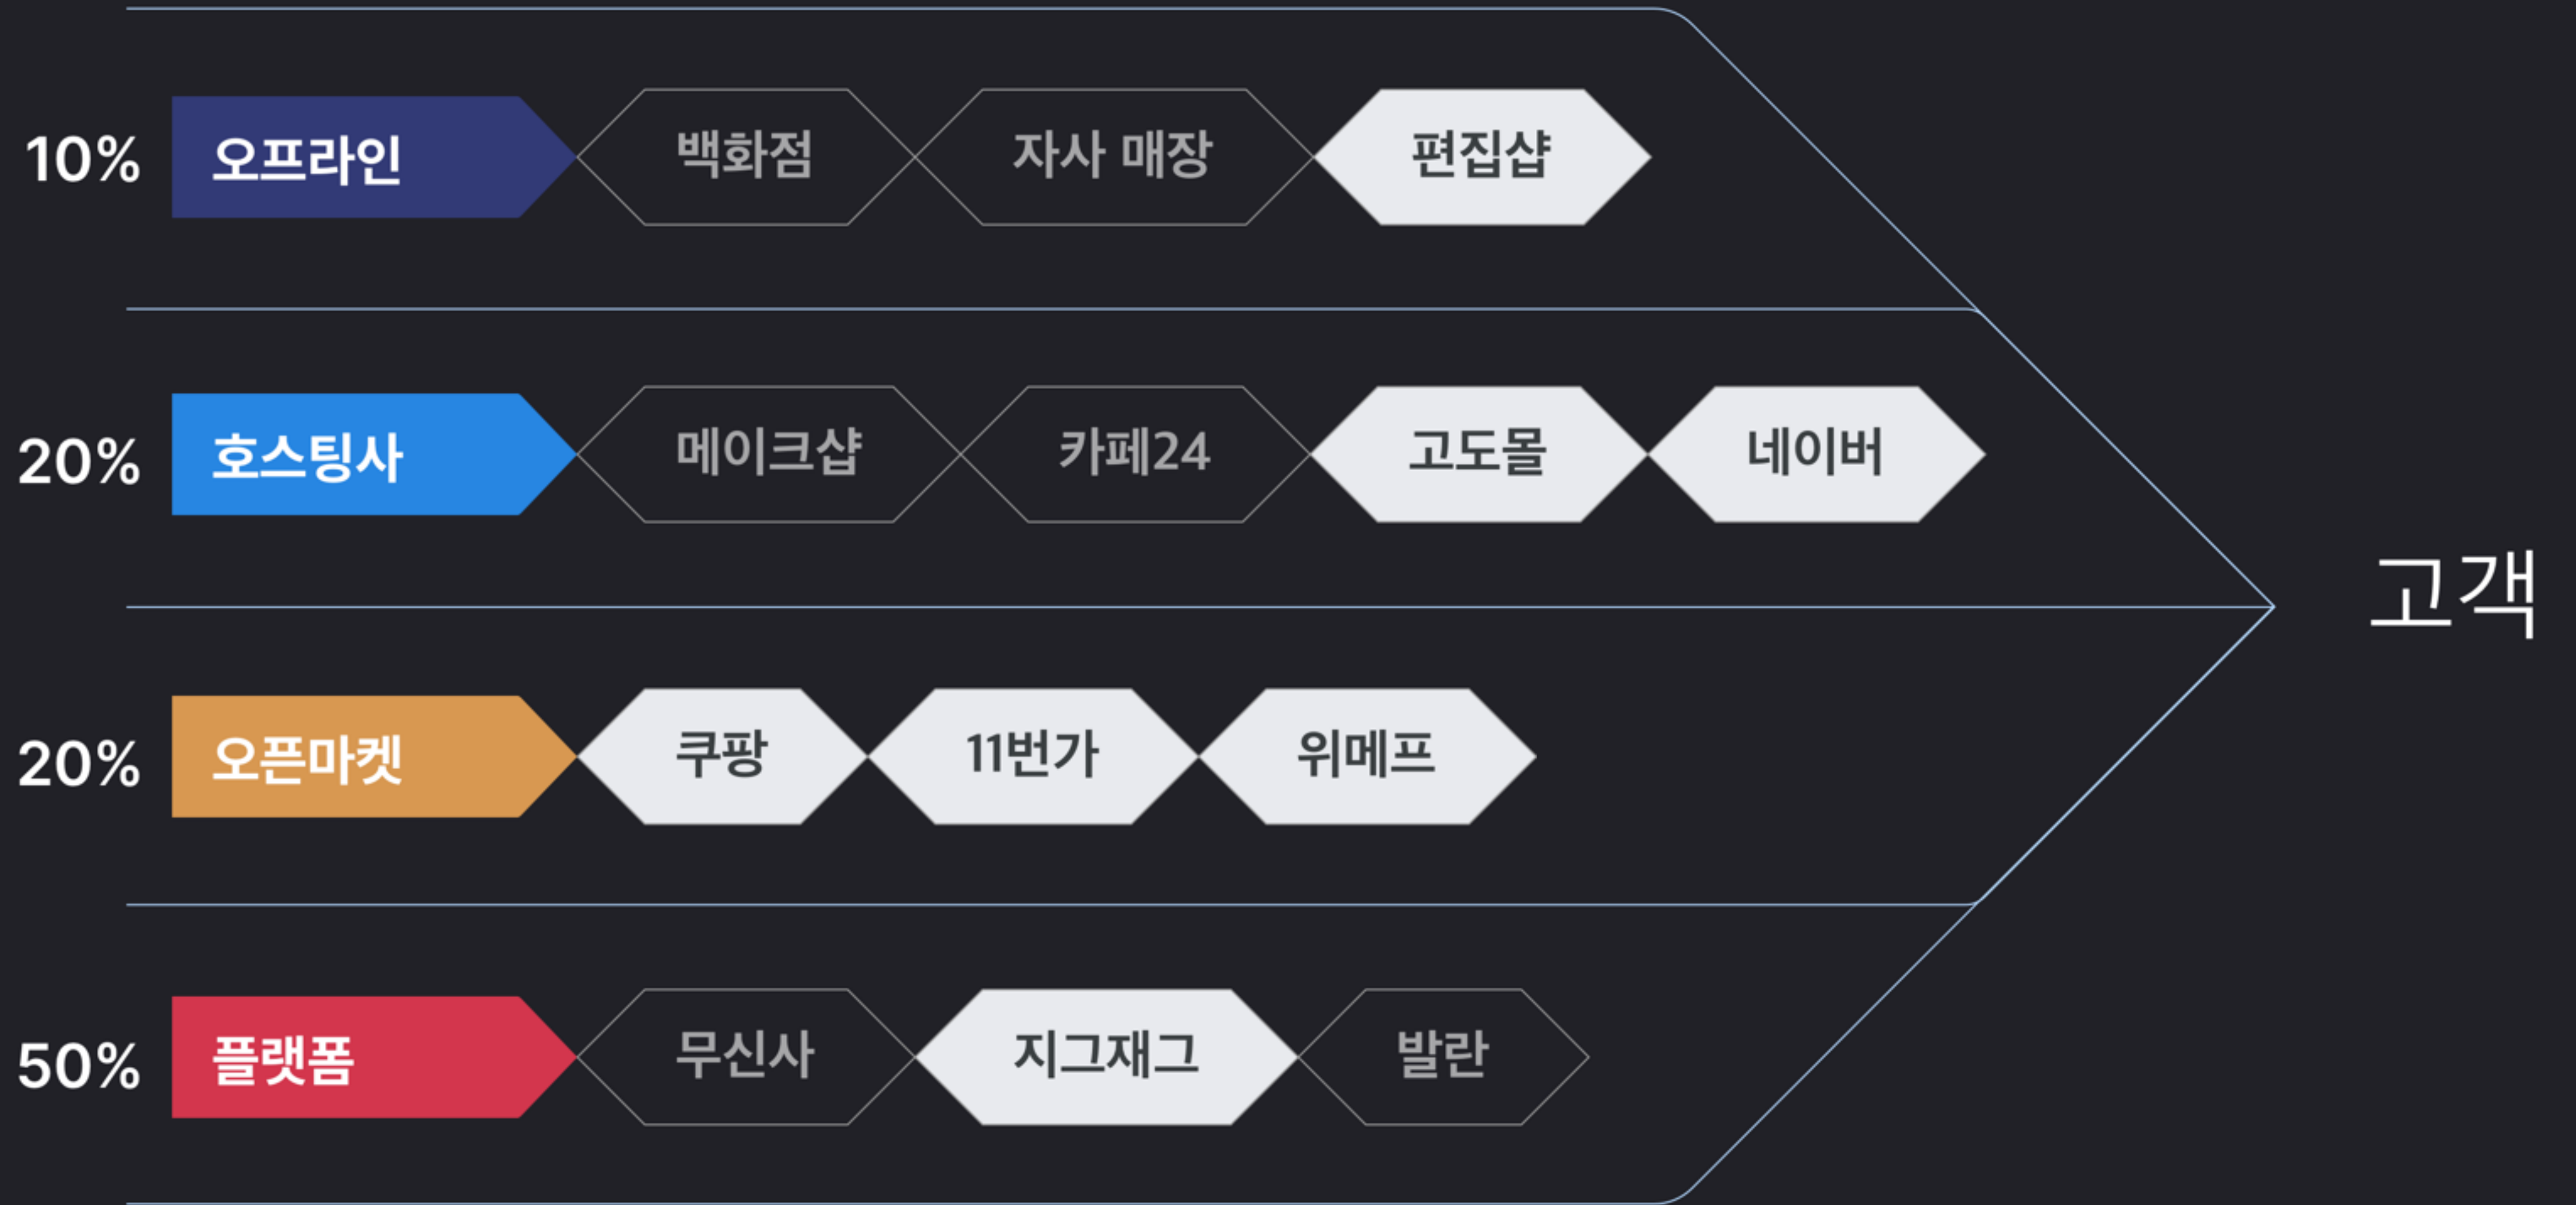 10% 오프라인 백화점 자사 매장 편집샵
20% 호스팅사 메이크샵 카페24 고도몰 네이버
고객
20% 오픈마켓 쿠팡 11번가 위메프
50% 플랫폼 무신사 지그재그 발란